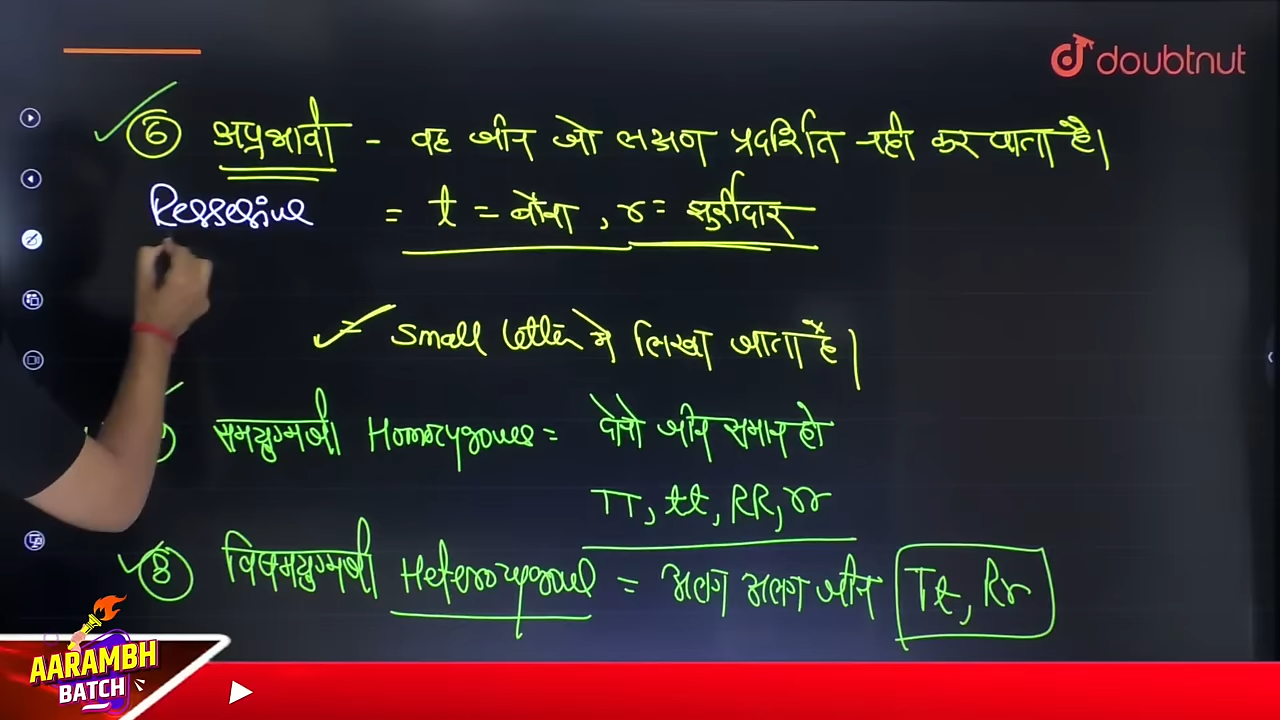 doubtnut
6 अप्रभावी - वह जीन जो लक्षण प्रदर्शित नही कर पाता है।
Ressesive = t = बौना, r = झुर्रीदार
= small letter मे लिखा जाता है।
समयुग्मजी Homozygous = दोनो जीन समान हो
TT, tt, RR, rr
8 विषमयुग्मजी Heterozygous = अलग अलग जीन Tt, Rr
AARAMBH
BATCH